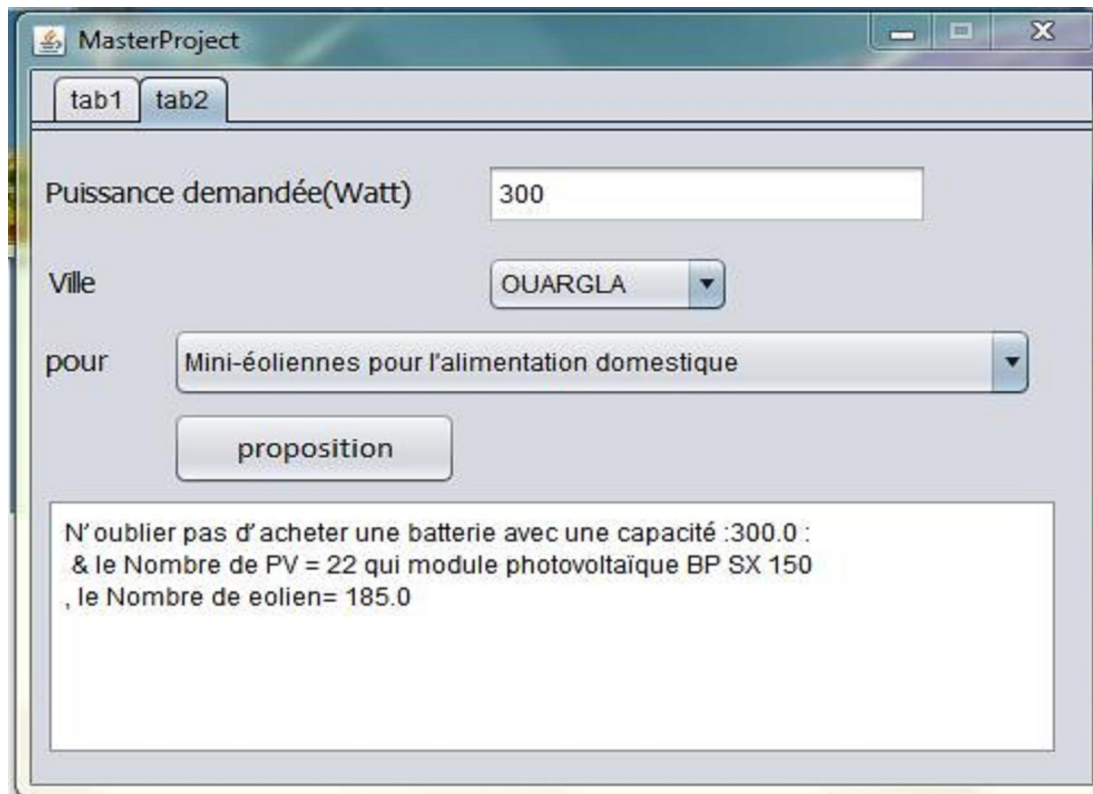 MasterProject
tab1 tab2
Puissance demandée(Watt) 300
Ville OUARGLA
pour Mini-éoliennes pour l'alimentation domestique
proposition
N'oublier pas d'acheter une batterie avec une capacité :300.0 :
& le Nombre de PV = 22 qui module photovoltaïque BP SX 150
, le Nombre de eolien= 185.0